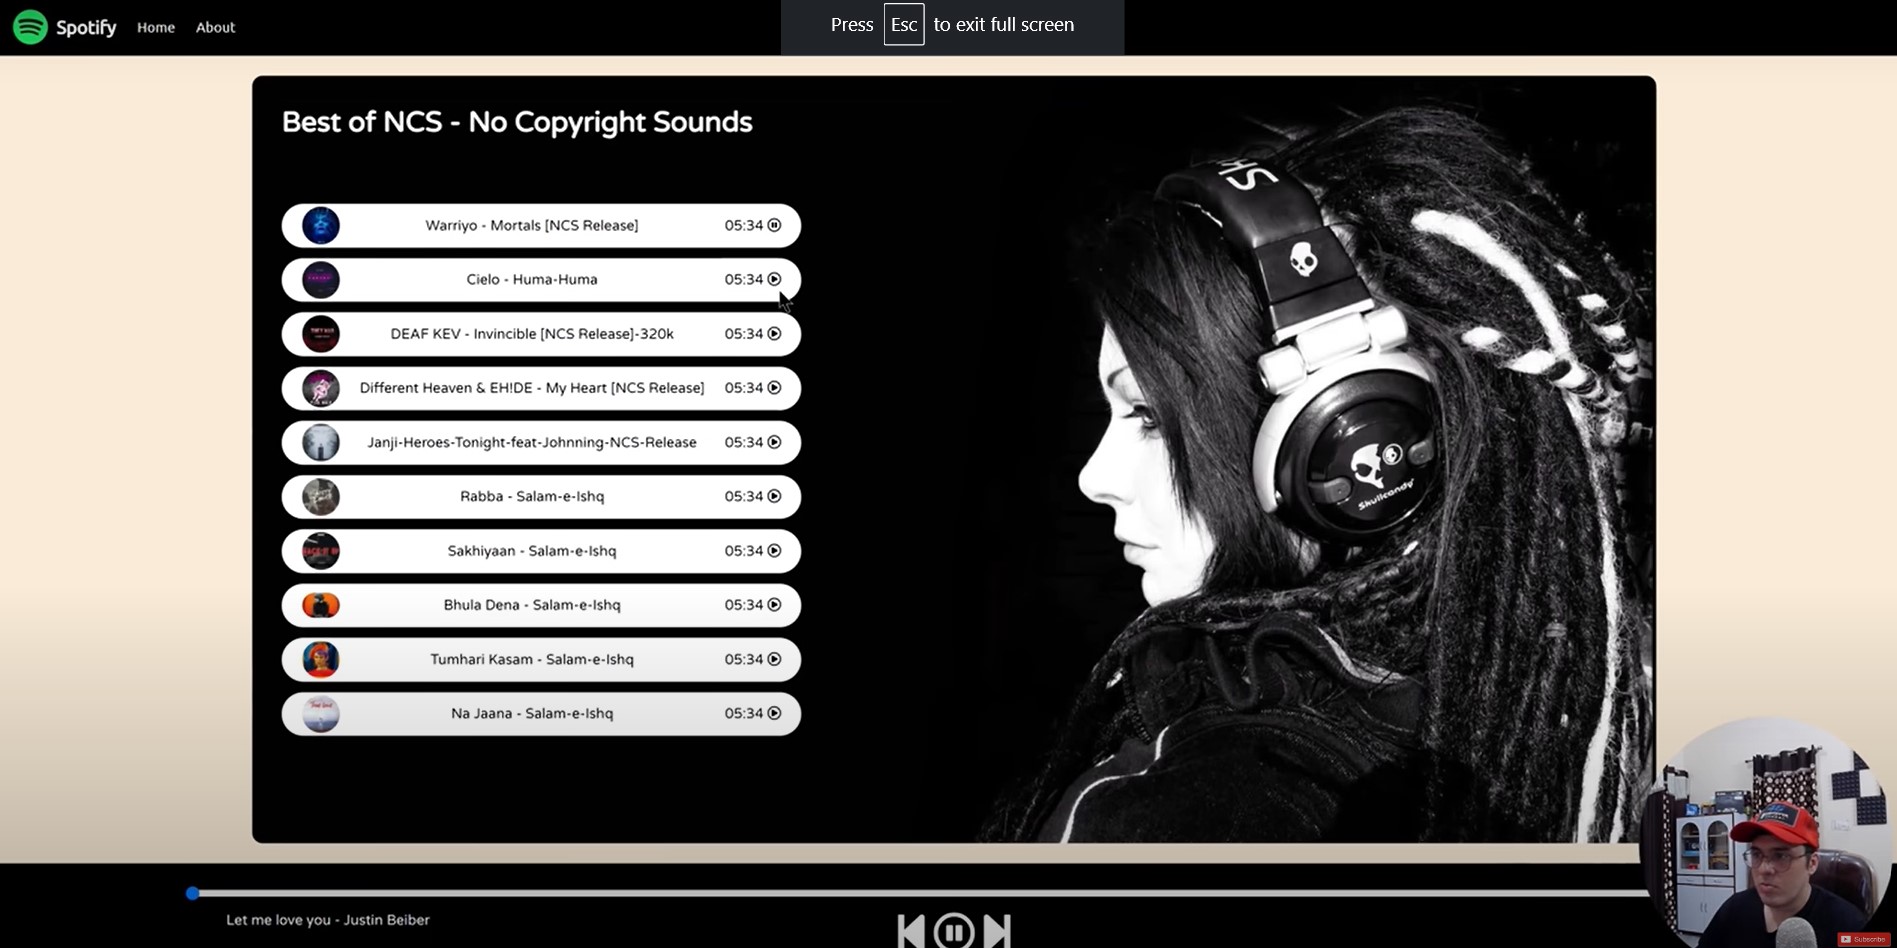 Spotify Home About
Press Esc to exit full screen
Best of NCS - No Copyright Sounds
Warriyo - Mortals [NCS Release] 05:34
Cielo - Huma-Huma 05:34
DEAF KEV - Invincible [NCS Release]-320k 05:34
Different Heaven & EH!DE - My Heart [NCS Release] 05:34
Janji-Heroes-Tonight-feat-Johnning-NCS-Release 05:34
Rabba - Salam-e-Ishq 05:34
Sakhiyaan - Salam-e-Ishq 05:34
Bhula Dena - Salam-e-Ishq 05:34
Tumhari Kasam - Salam-e-Ishq 05:34
Na Jaana - Salam-e-Ishq 05:34
Skullcandy
Let me love you - Justin Beiber
Subscribe